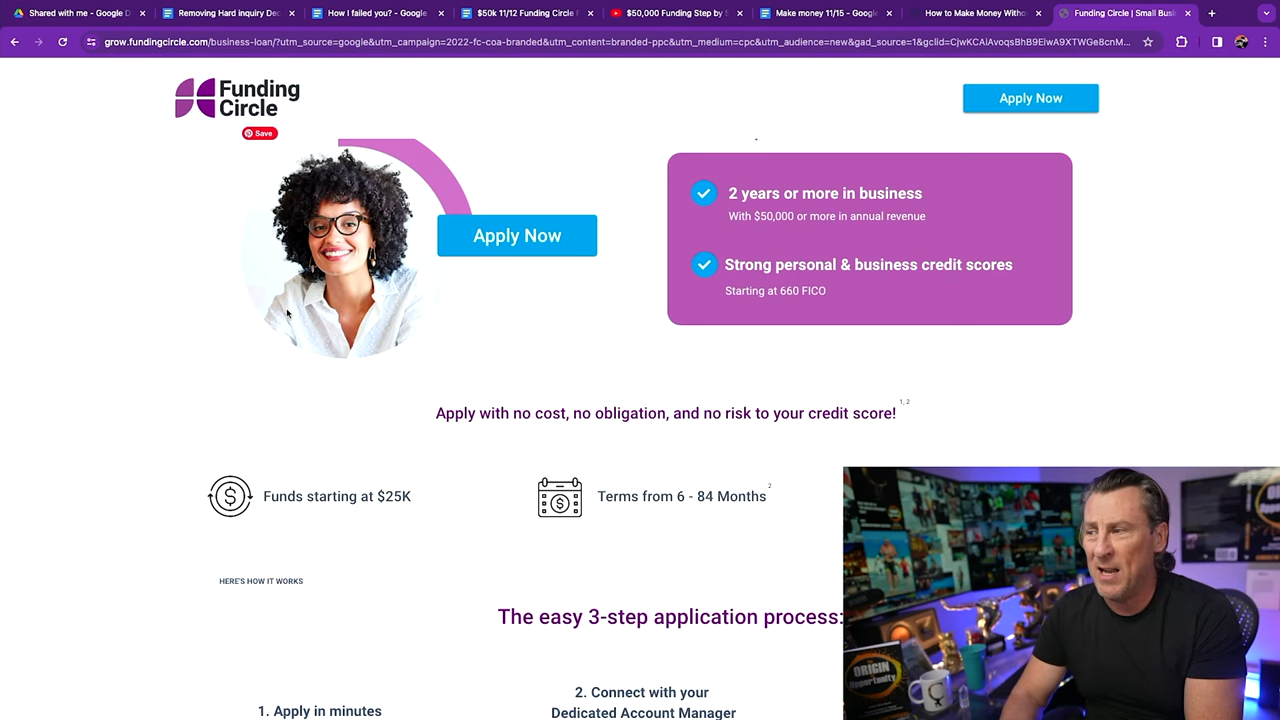 Shared with me - Google D
Removing Hard inquiry Dec
How I failed you? - Google
$50k 11/12 Funding Circle F
$50,000 Funding Step by S
Make money 11/15 - Google
How to Make Money Witho
Funding Circle | Small Busi
grow.fundingcircle.com/business-loan/?utm_source=google&utm_campaign=2022-fc-coa-branded&utm_content=branded-ppc&utm_medium=cpc&utm_audience=new&gad_source=1&gclid=CjwKCAiAvoqsBhB9EiwA9XTWGe8cnM...
Funding
Circle
Apply Now
Save
2 years or more in business
With $50,000 or more in annual revenue
Apply Now
Strong personal & business credit scores
Starting at 660 FICO
Apply with no cost, no obligation, and no risk to your credit score! 1, 2
Funds starting at $25K
Terms from 6 - 84 Months 2
HERE'S HOW IT WORKS
The easy 3-step application process:
1. Apply in minutes
2. Connect with your
Dedicated Account Manager
ORIGIN
Opportunity